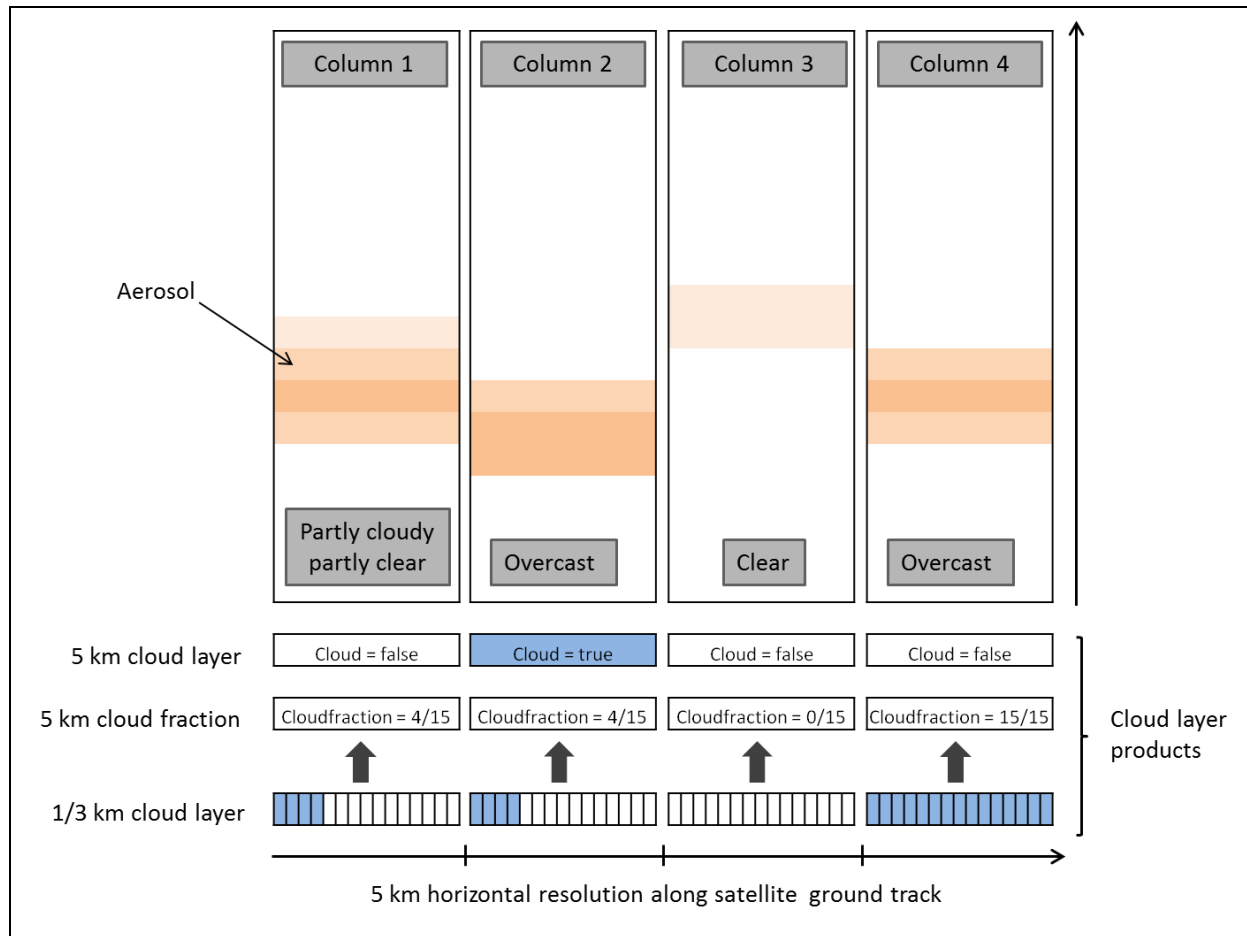 Column 1
Column 2
Column 3
Column 4
Aerosol
Partly cloudy
partly clear
Overcast
Clear
Overcast
5 km cloud layer
Cloud = false
Cloud = true
Cloud = false
Cloud = false
5 km cloud fraction
Cloudfraction = 4/15
Cloudfraction = 4/15
Cloudfraction = 0/15
Cloudfraction = 15/15
Cloud layer
products
1/3 km cloud layer
5 km horizontal resolution along satellite ground track